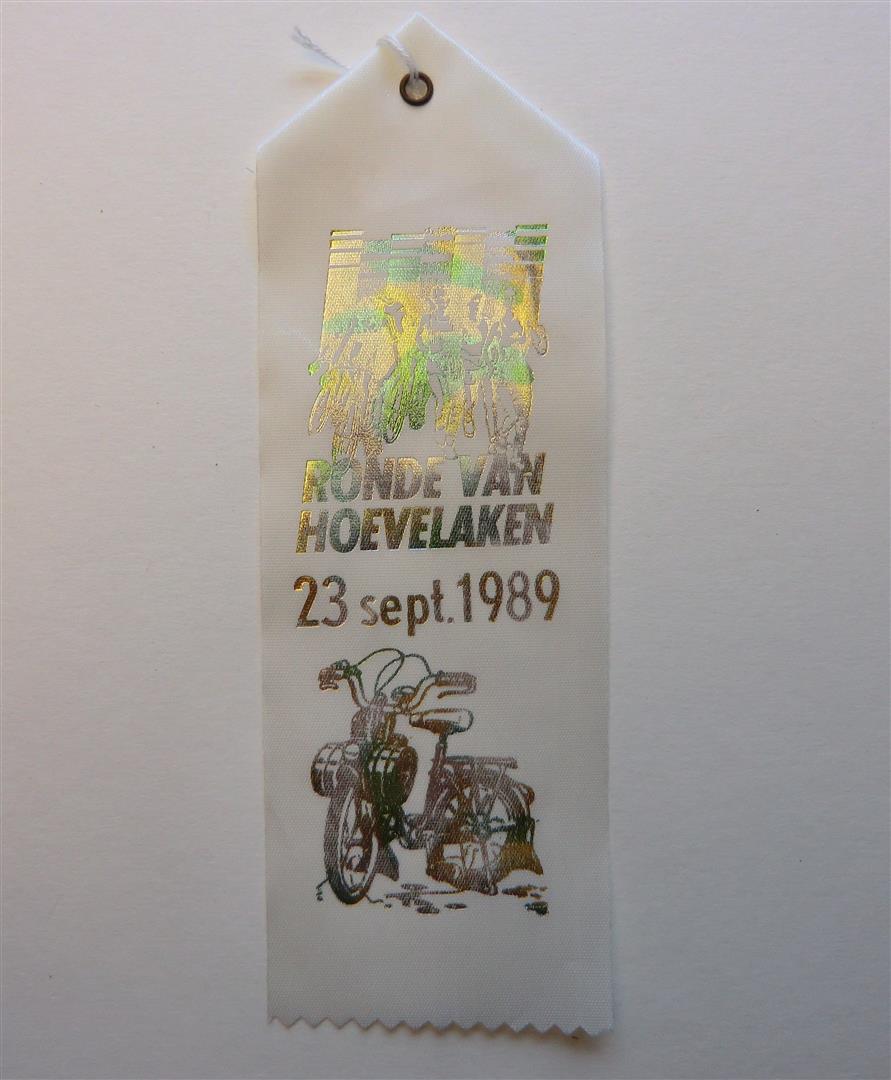 RONDE VAN
HOEVELAKEN
23 sept.1989